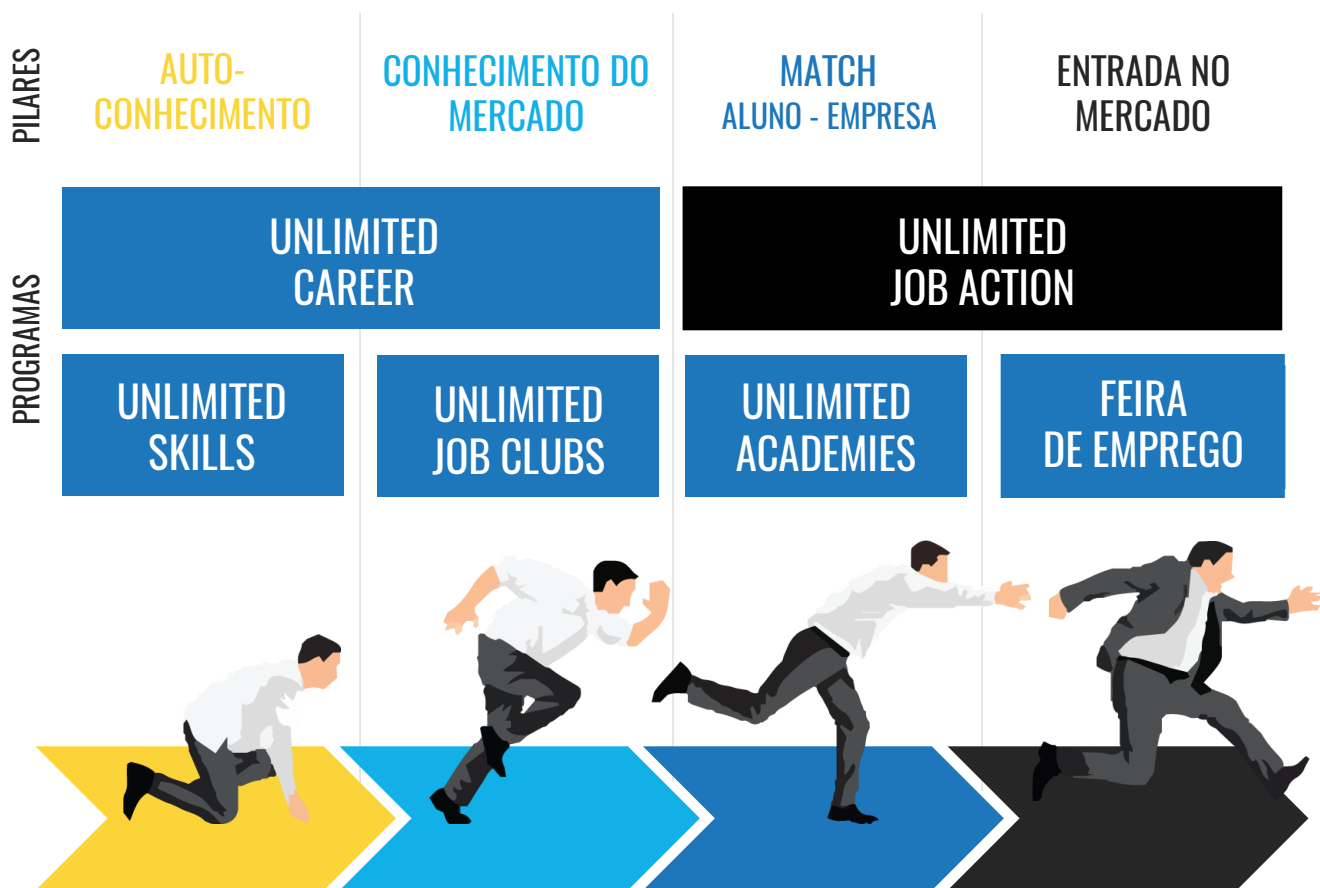 PILARES
AUTO-
CONHECIMENTO
CONHECIMENTO DO
MERCADO
MATCH
ALUNO - EMPRESA
ENTRADA NO
MERCADO
PROGRAMAS
UNLIMITED
CAREER
UNLIMITED
JOB ACTION
UNLIMITED
SKILLS
UNLIMITED
JOB CLUBS
UNLIMITED
ACADEMIES
FEIRA
DE EMPREGO